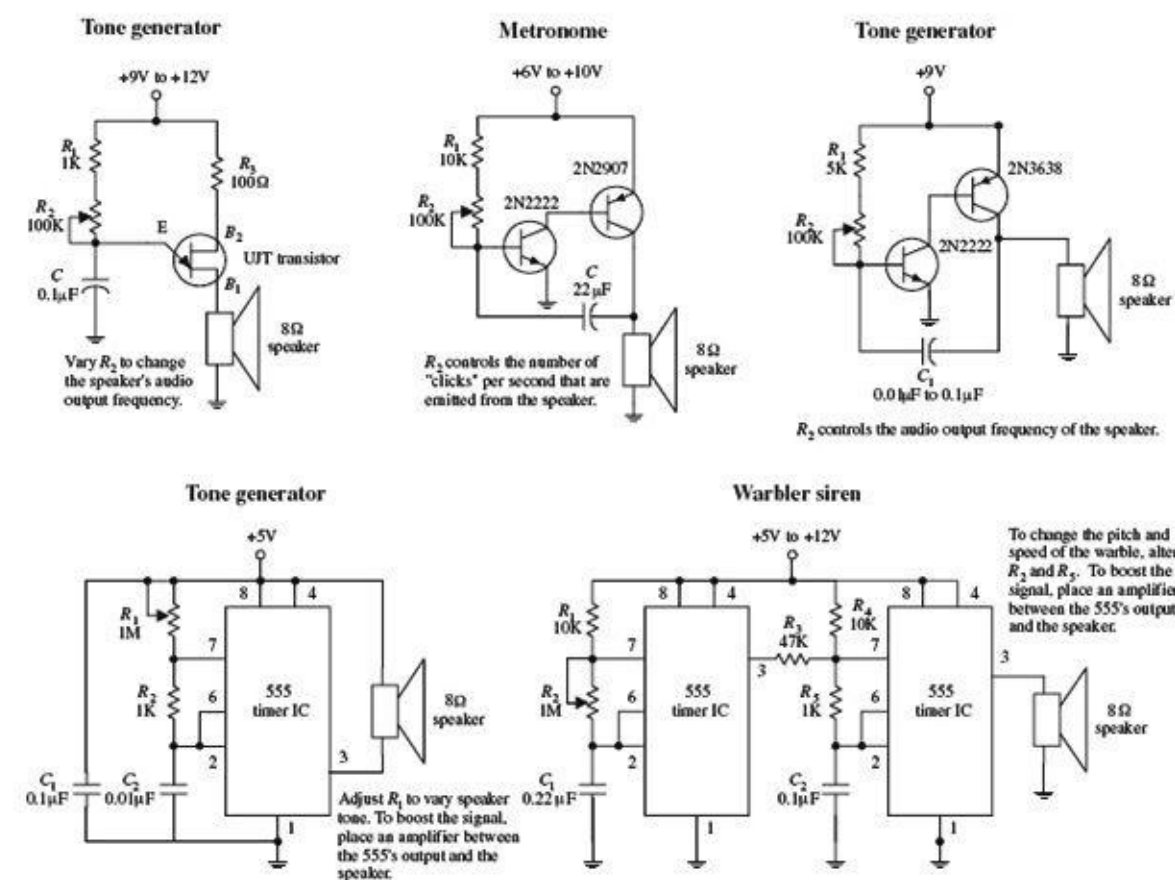 Tone generator
+9V to +12V
R1
1K
R3
100Ω
R2
100K
E
B2
UJT transistor
B1
C
0.1μF
8Ω
speaker
Vary R2 to change
the speaker's audio
output frequency.
Metronome
+6V to +10V
R1
10K
2N2907
2N2222
R2
100K
C
22μF
8Ω
speaker
R2 controls the number of
"clicks" per second that are
emitted from the speaker.
Tone generator
+9V
R1
5K
2N3638
R2
100K
2N2222
8Ω
speaker
C1
0.01μF to 0.1μF
R2 controls the audio output frequency of the speaker.
Tone generator
+5V
8
4
R1
1M
7
R2
1K
6
555
timer IC
8Ω
speaker
2
3
C1
0.1μF
C2
0.01μF
1
Adjust R1 to vary speaker
tone. To boost the signal,
place an amplifier between
the 555's output and the
speaker.
Warbler siren
+5V to +12V
To change the pitch and
speed of the warble, alte
R2 and R5. To boost the
signal, place an amplifier
between the 555's output
and the speaker.
8
4
8
4
R1
10K
R3
47K
R4
10K
7
3
7
3
R2
1M
6
555
timer IC
R5
1K
6
555
timer IC
8Ω
speaker
2
2
C1
0.22μF
C2
0.1μF
1
1